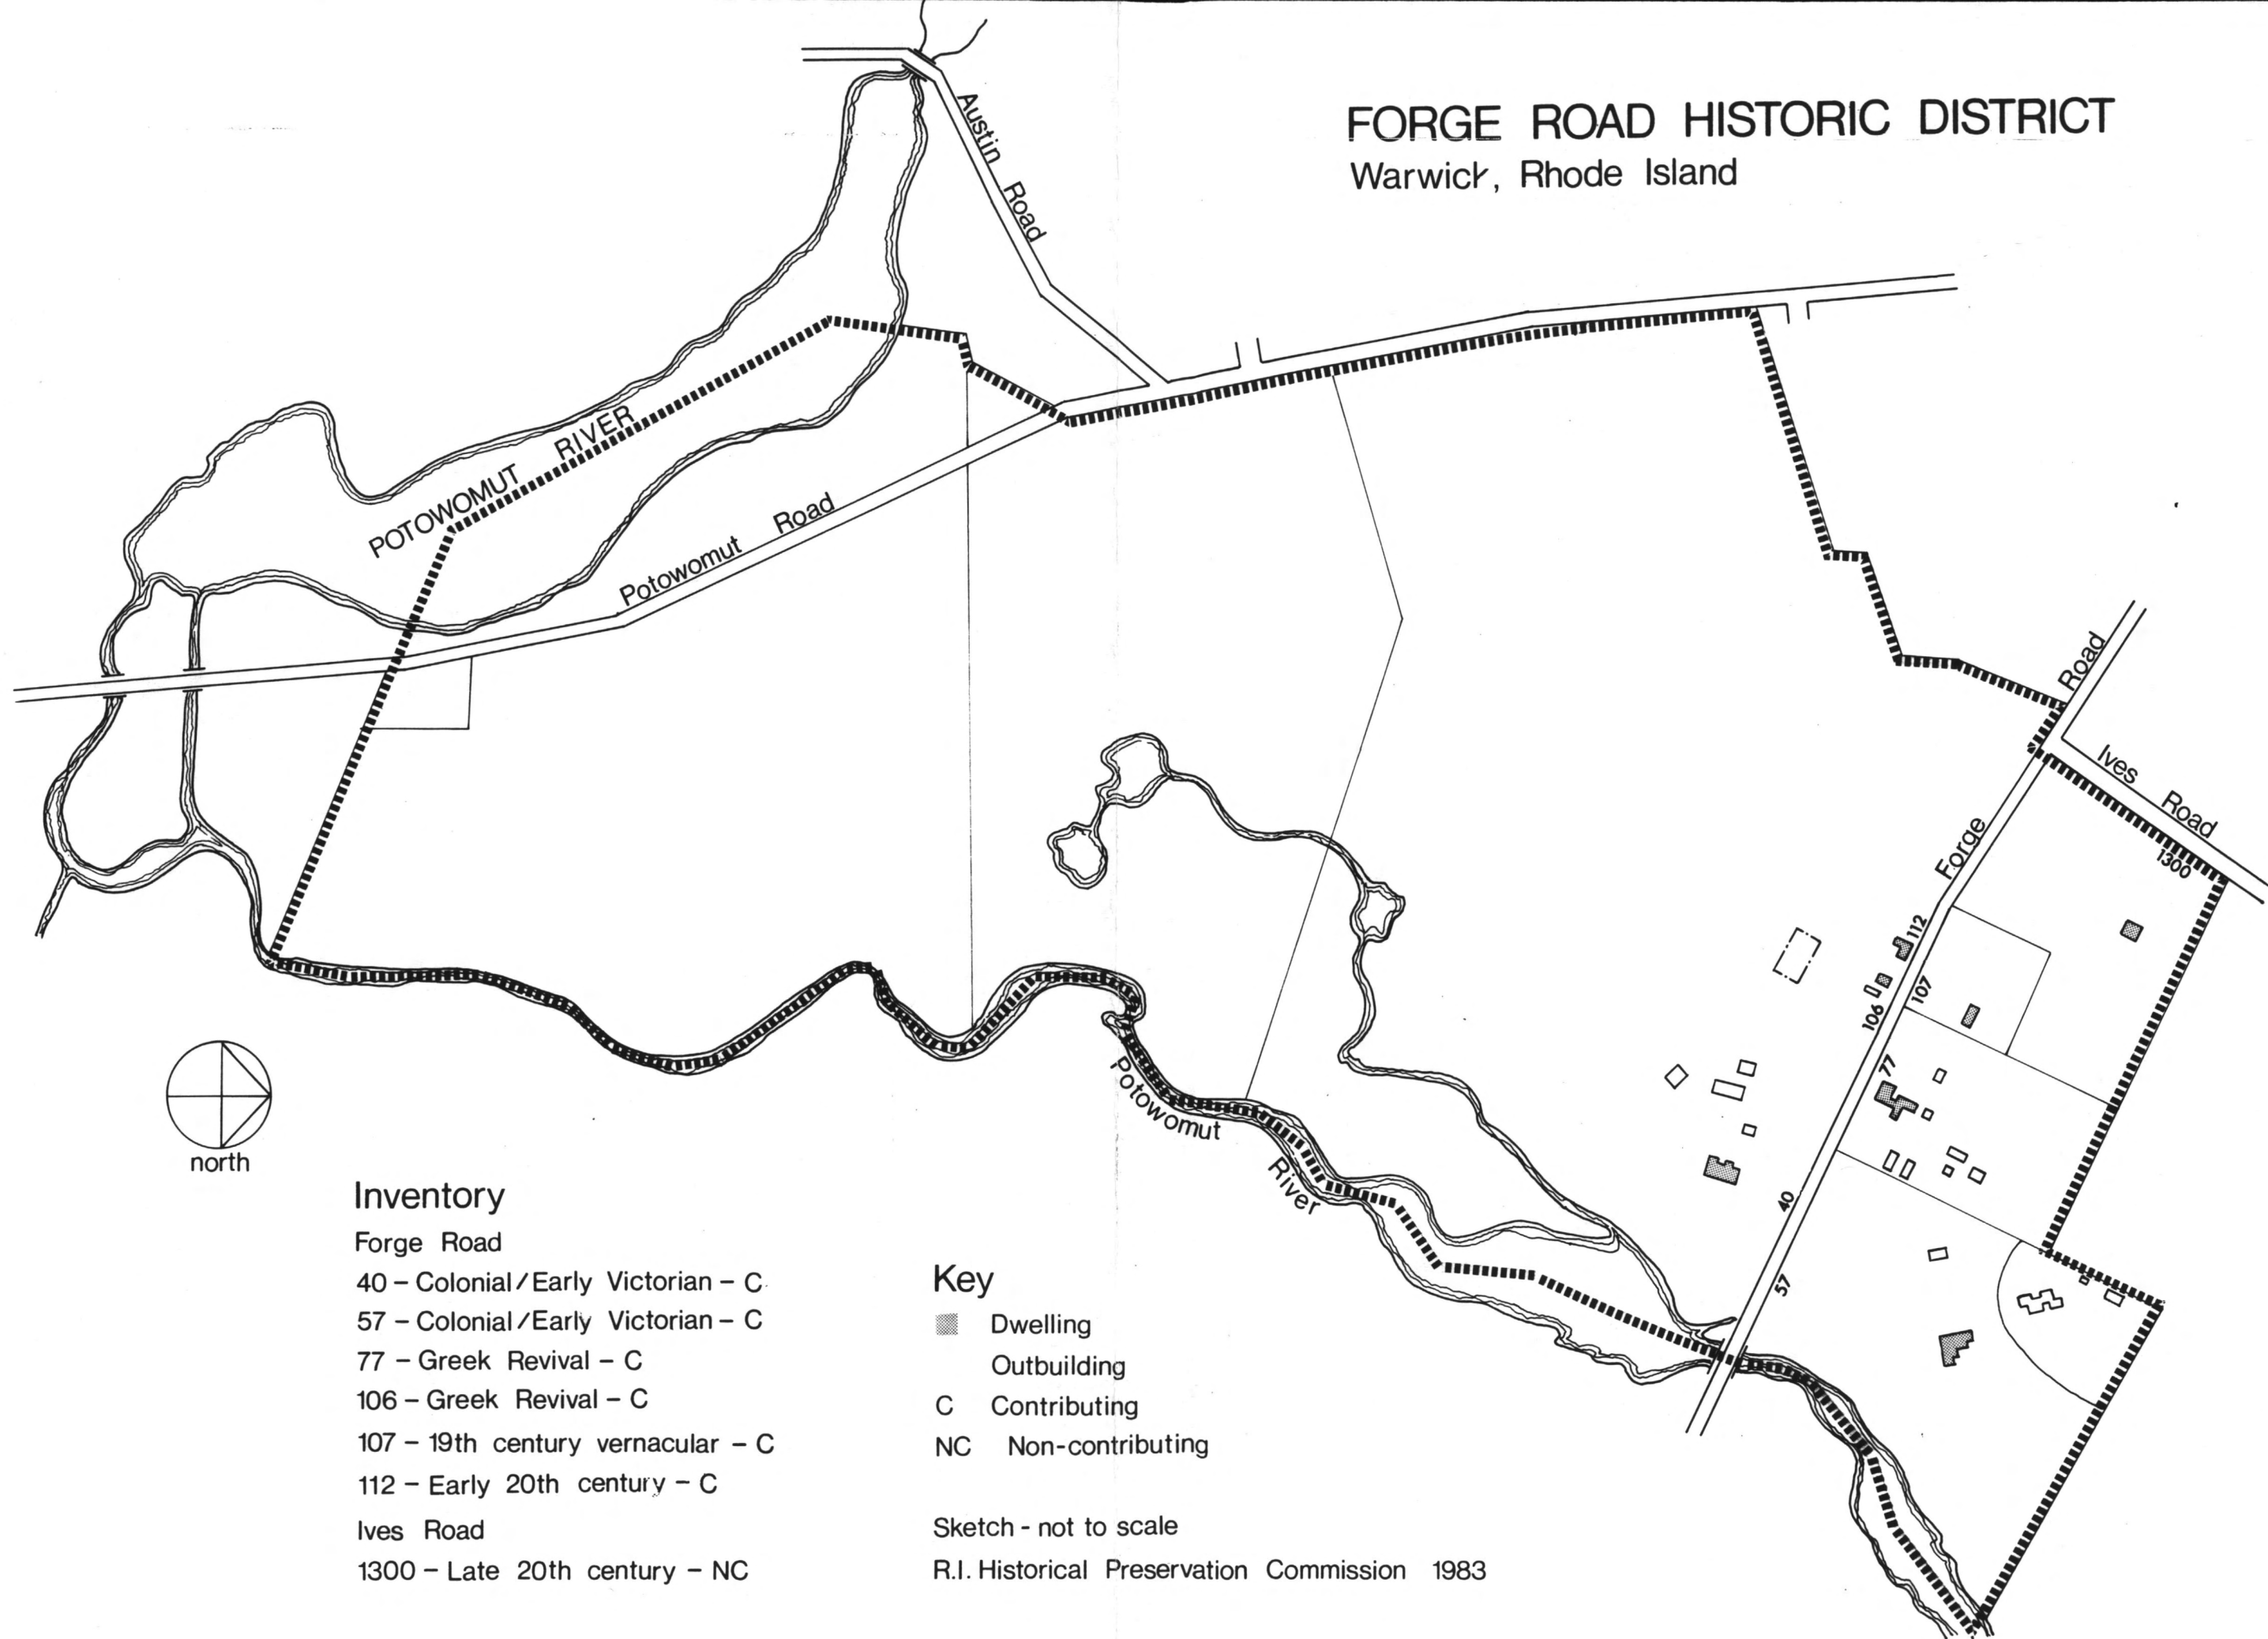 FORGE ROAD HISTORIC DISTRICT
Warwick, Rhode Island
Austin Road
POTOWOMUT RIVER
Potowomut Road
Road
Ives Road
Forge
1300
112
107
106
77
40
57
Potowomut
River
north
Inventory
Forge Road
40 – Colonial/Early Victorian – C
57 – Colonial/Early Victorian – C
77 – Greek Revival – C
106 – Greek Revival – C
107 – 19th century vernacular – C
112 – Early 20th century – C
Ives Road
1300 – Late 20th century – NC
Key
Dwelling
Outbuilding
C Contributing
NC Non-contributing
Sketch - not to scale
R.I. Historical Preservation Commission 1983